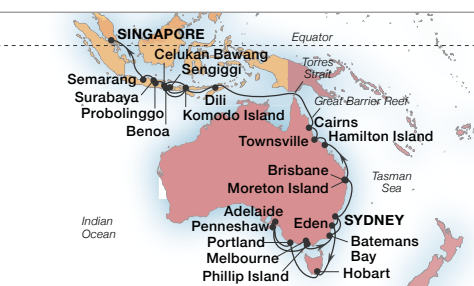 SINGAPORE
Equator
Celukan Bawang
Sengiggi
Torres
Strait
Semarang
Surabaya
Probolinggo
Benoa
Dili
Komodo Island
Great Barrier Reef
Cairns
Hamilton Island
Townsville
Brisbane
Moreton Island
Tasman
Sea
Adelaide
Penneshaw
Portland
Melbourne
Phillip Island
Eden
SYDNEY
Batemans
Bay
Hobart
Indian
Ocean